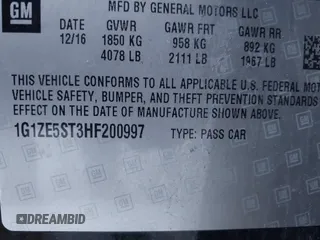 GM
MFD BY GENERAL MOTORS LLC
12/16 GVWR GAWR FRT GAWR RR
1850 KG 958 KG 892 KG
4078 LB 2111 LB 1967 LB
THIS VEHICLE CONFORMS TO ALL APPLICABLE U.S. FEDERAL MOTOR
VEHICLE SAFETY, BUMPER, AND THEFT PREVENTION STANDARDS
EFFECT ON THE DATE OF MANUFACTURE SHOWN ABOVE.
1G1ZE5ST3HF200997 TYPE: PASS CAR
DREAMBID